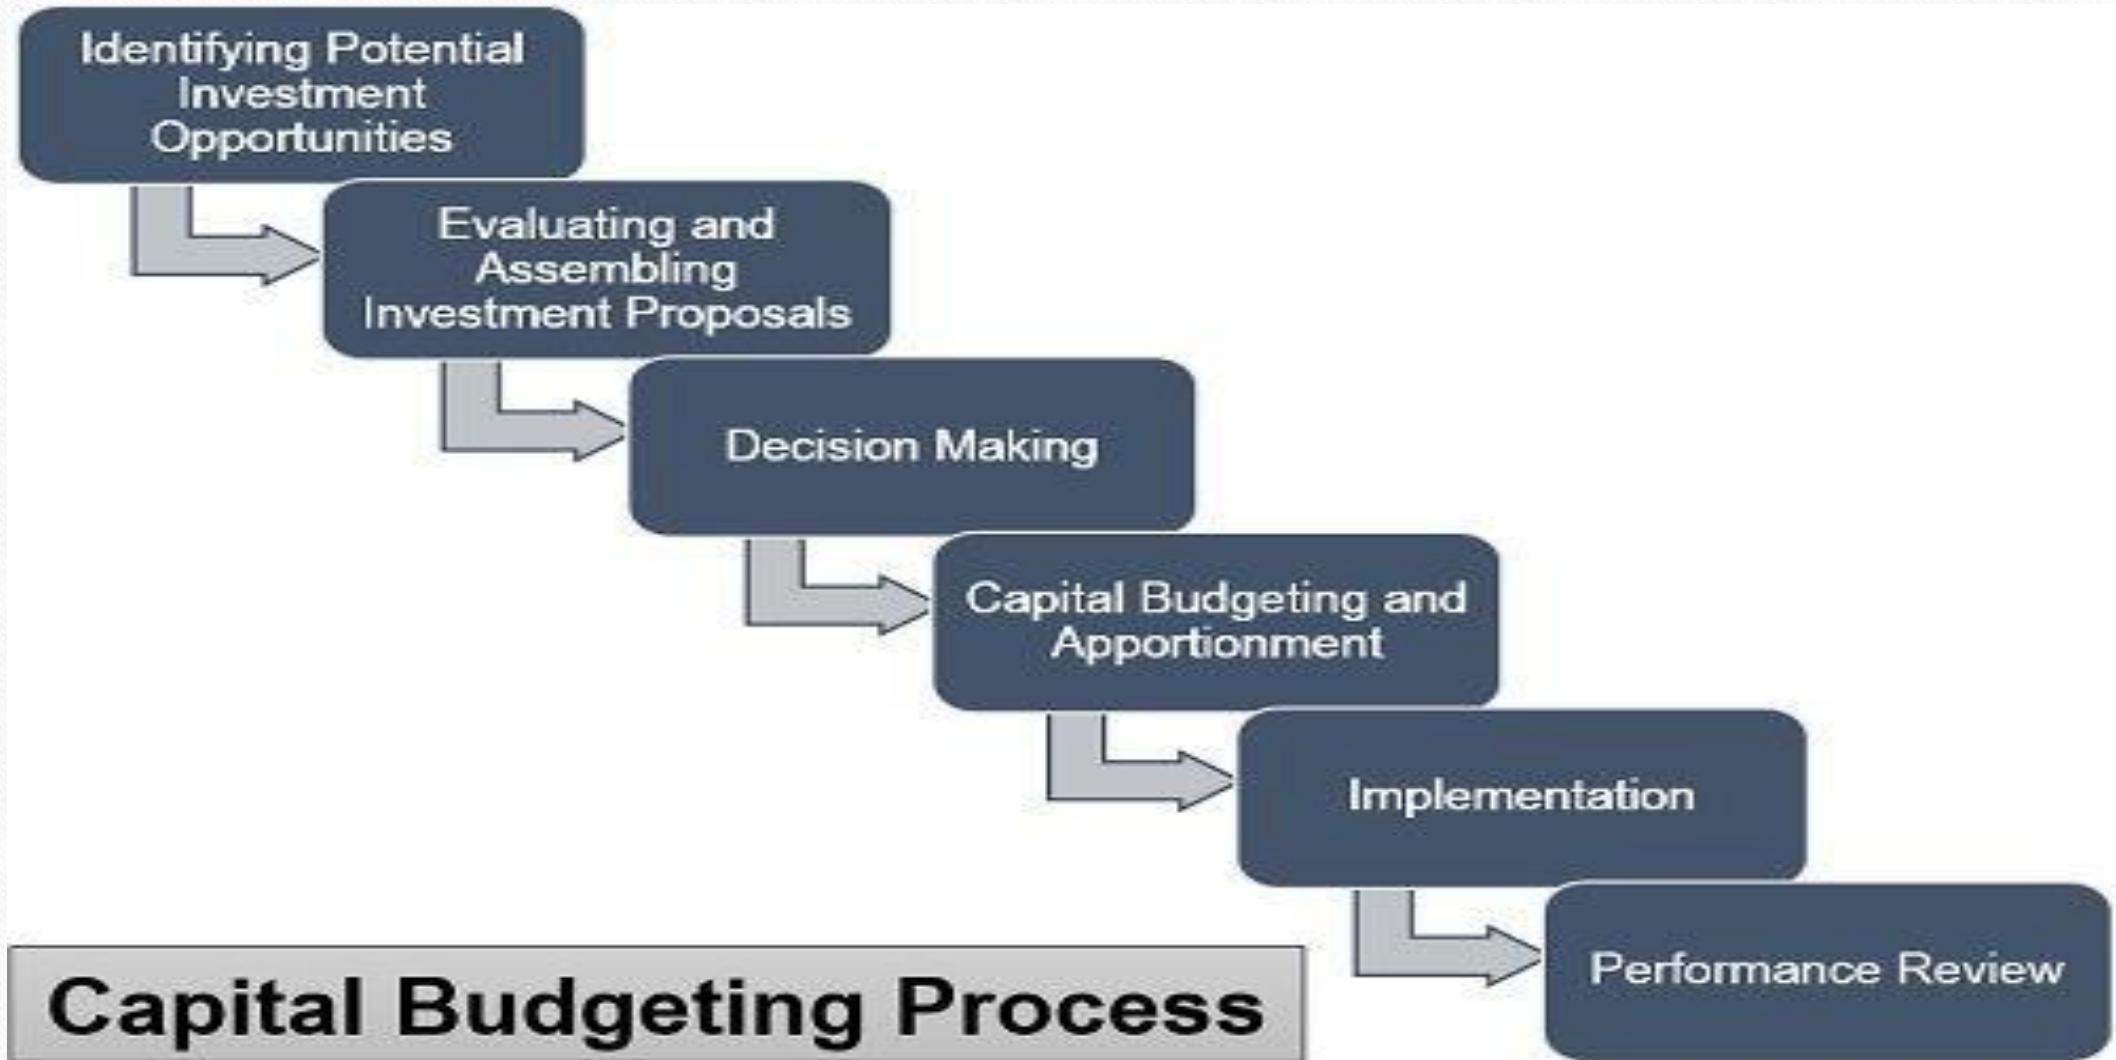 Identifying Potential
Investment
Opportunities
Evaluating and
Assembling
Investment Proposals
Decision Making
Capital Budgeting and
Apportionment
Implementation
Performance Review
Capital Budgeting Process